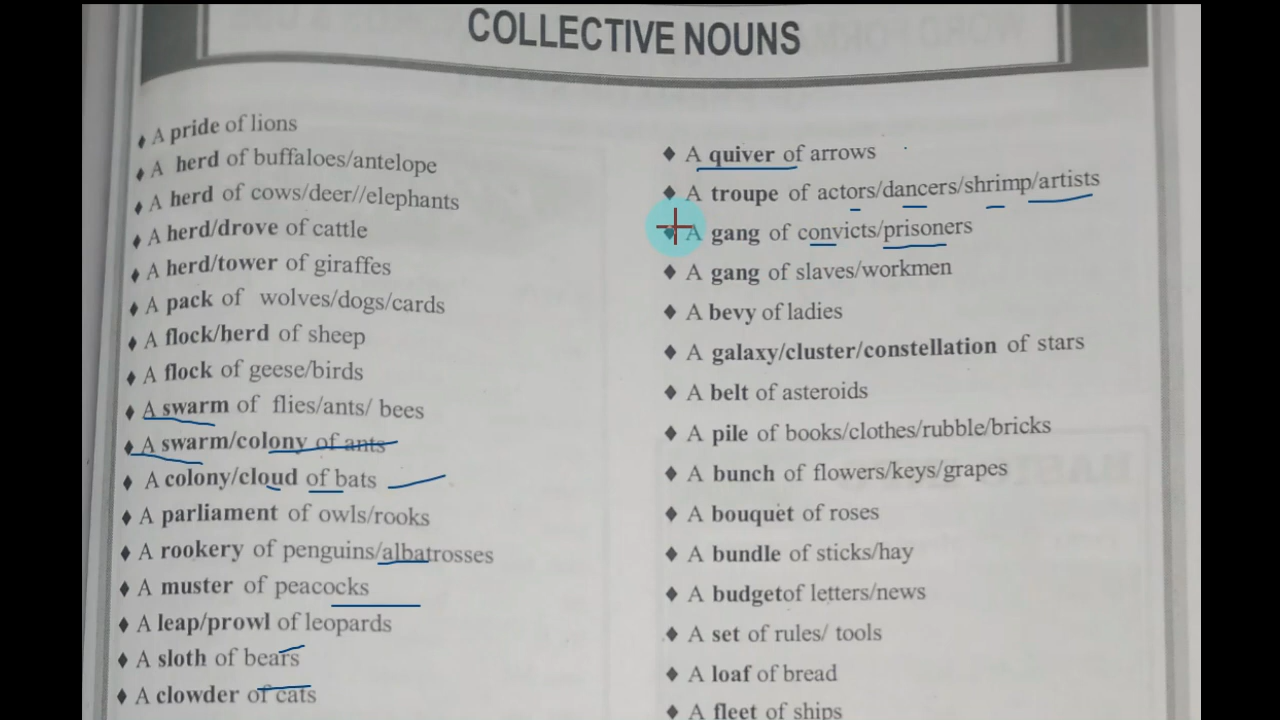 COLLECTIVE NOUNS
♦ A pride of lions
♦ A herd of buffaloes/antelope
♦ A herd of cows/deer//elephants
♦ A herd/drove of cattle
♦ A herd/tower of giraffes
♦ A pack of wolves/dogs/cards
♦ A flock/herd of sheep
♦ A flock of geese/birds
♦ A swarm of flies/ants/ bees
♦ A swarm/colony of ants
♦ A colony/cloud of bats
♦ A parliament of owls/rooks
♦ A rookery of penguins/albatrosses
♦ A muster of peacocks
♦ A leap/prowl of leopards
♦ A sloth of bears
♦ A clowder of cats
♦ A quiver of arrows
♦ A troupe of actors/dancers/shrimp/artists
♦ A gang of convicts/prisoners
♦ A gang of slaves/workmen
♦ A bevy of ladies
♦ A galaxy/cluster/constellation of stars
♦ A belt of asteroids
♦ A pile of books/clothes/rubble/bricks
♦ A bunch of flowers/keys/grapes
♦ A bouquet of roses
♦ A bundle of sticks/hay
♦ A budgetof letters/news
♦ A set of rules/ tools
♦ A loaf of bread
♦ A fleet of ships